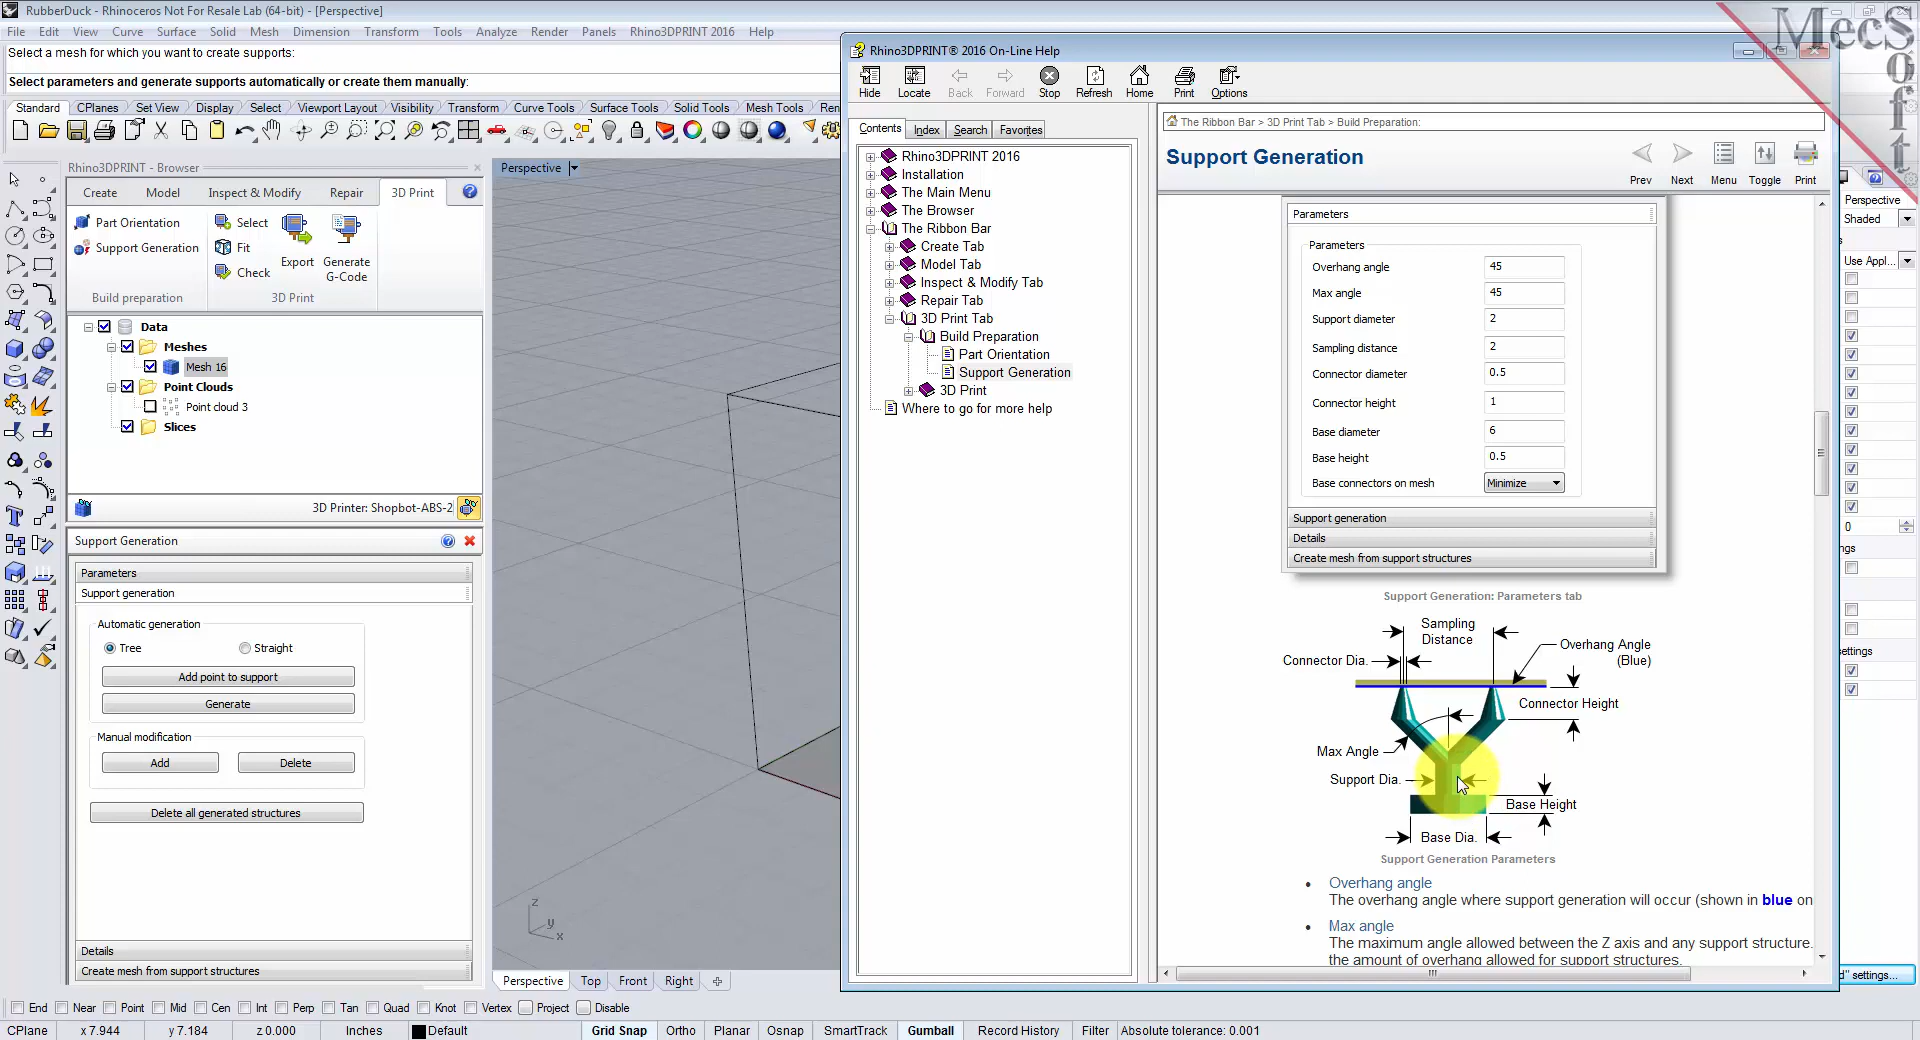 RubberDuck - Rhinoceros Not For Resale Lab (64-bit) - [Perspective]
File Edit View Curve Surface Solid Mesh Dimension Transform Tools Analyze Render Panels Rhino3DPRINT 2016 Help
Select a mesh for which you want to create supports:
Select parameters and generate supports automatically or create them manually:
Standard CPlanes Set View Display Select Viewport Layout Visibility Transform Curve Tools Surface Tools Solid Tools Mesh Tools Ren
Rhino3DPRINT - Browser
Create Model Inspect & Modify Repair 3D Print
Part Orientation
Support Generation
Build preparation
Select
Fit
Check
Export
Generate
G-Code
3D Print
Data
Meshes
Mesh 16
Point Clouds
Point cloud 3
Slices
3D Printer: Shopbot-ABS-2
Support Generation
Parameters
Support generation
Automatic generation
Tree Straight
Add point to support
Generate
Manual modification
Add Delete
Delete all generated structures
Details
Create mesh from support structures
Perspective
z
y
x
Perspective Top Front Right
Rhino3DPRINT® 2016 On-Line Help
Hide Locate Back Forward Stop Refresh Home Print Options
Contents Index Search Favorites
Rhino3DPRINT 2016
Installation
The Main Menu
The Browser
The Ribbon Bar
Create Tab
Model Tab
Inspect & Modify Tab
Repair Tab
3D Print Tab
Build Preparation
Part Orientation
Support Generation
3D Print
Where to go for more help
The Ribbon Bar > 3D Print Tab > Build Preparation:
Support Generation
Prev Next Menu Toggle Print
Parameters
Parameters
Overhang angle 45
Max angle 45
Support diameter 2
Sampling distance 2
Connector diameter 0.5
Connector height 1
Base diameter 6
Base height 0.5
Base connectors on mesh Minimize
Support generation
Details
Create mesh from support structures
Support Generation: Parameters tab
Sampling
Distance
Connector Dia.
Overhang Angle
(Blue)
Connector Height
Max Angle
Support Dia.
Base Height
Base Dia.
Support Generation Parameters
• Overhang angle
The overhang angle where support generation will occur (shown in blue on
• Max angle
The maximum angle allowed between the Z axis and any support structure.
the amount of overhang allowed for support structures.
MecSoft
Perspective
Shaded
Use Appl...
0
ngs
settings
d" settings...
End Near Point Mid Cen Int Perp Tan Quad Knot Vertex Project Disable
CPlane x 7.944 y 7.184 z 0.000 Inches Default Grid Snap Ortho Planar Osnap SmartTrack Gumball Record History Filter Absolute tolerance: 0.001